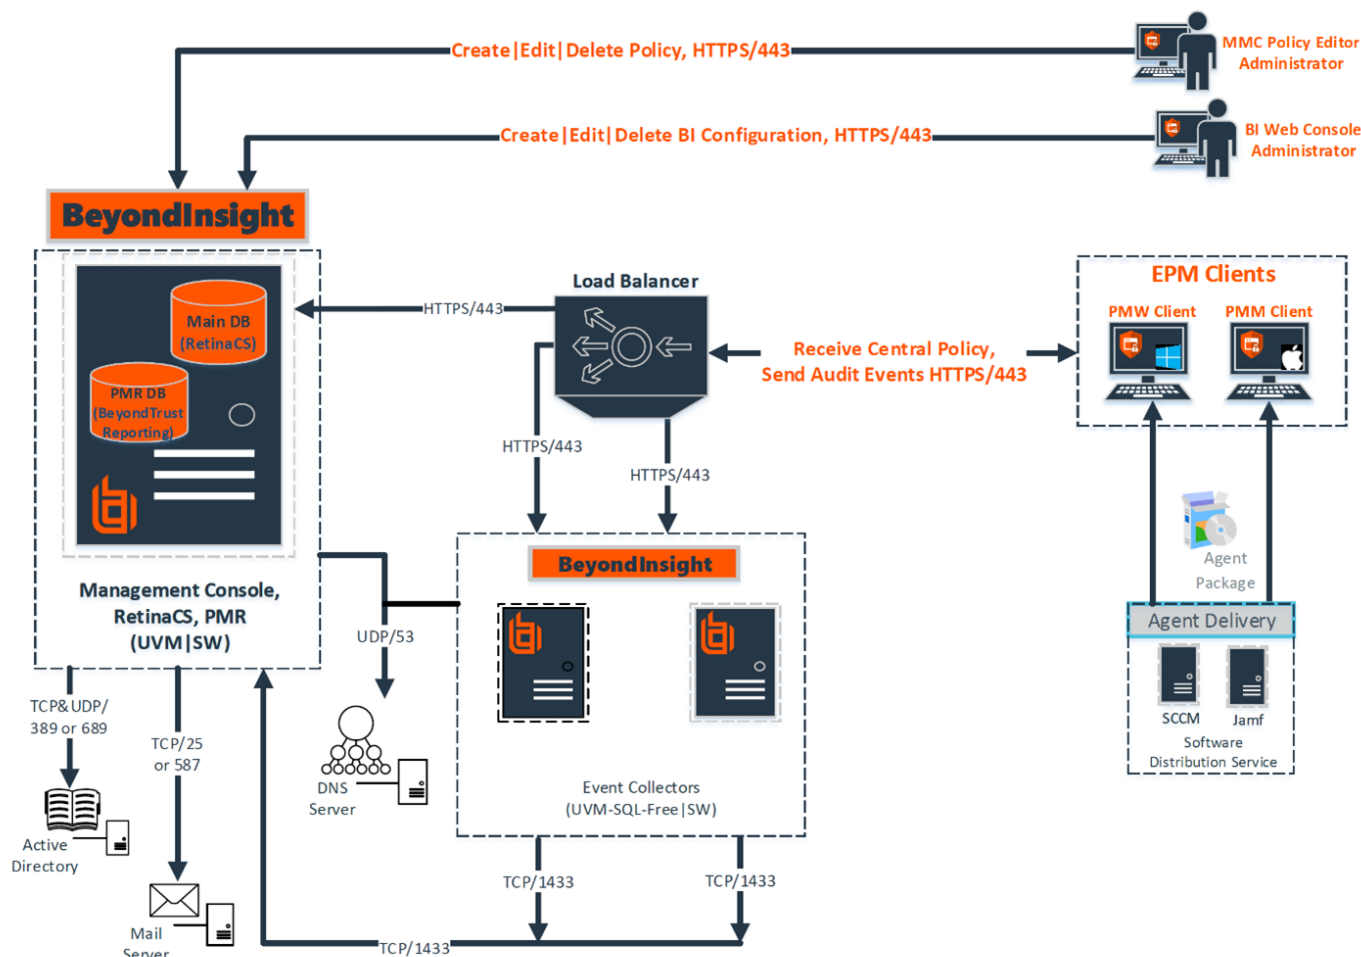 Create|Edit|Delete Policy, HTTPS/443
MMC Policy Editor
Administrator
Create|Edit|Delete BI Configuration, HTTPS/443
BI Web Console
Administrator
BeyondInsight
Main DB
(RetinaCS)
PMR DB
(BeyondTrust
Reporting)
Management Console,
RetinaCS, PMR
(UVM|SW)
HTTPS/443
Load Balancer
Receive Central Policy,
Send Audit Events HTTPS/443
EPM Clients
PMW Client
PMM Client
HTTPS/443
HTTPS/443
Agent
Package
Agent Delivery
SCCM
Jamf
Software
Distribution Service
BeyondInsight
Event Collectors
(UVM-SQL-Free|SW)
UDP/53
DNS
Server
TCP&UDP/
389 or 689
TCP/25
or 587
Active
Directory
Mail
Server
TCP/1433
TCP/1433
TCP/1433